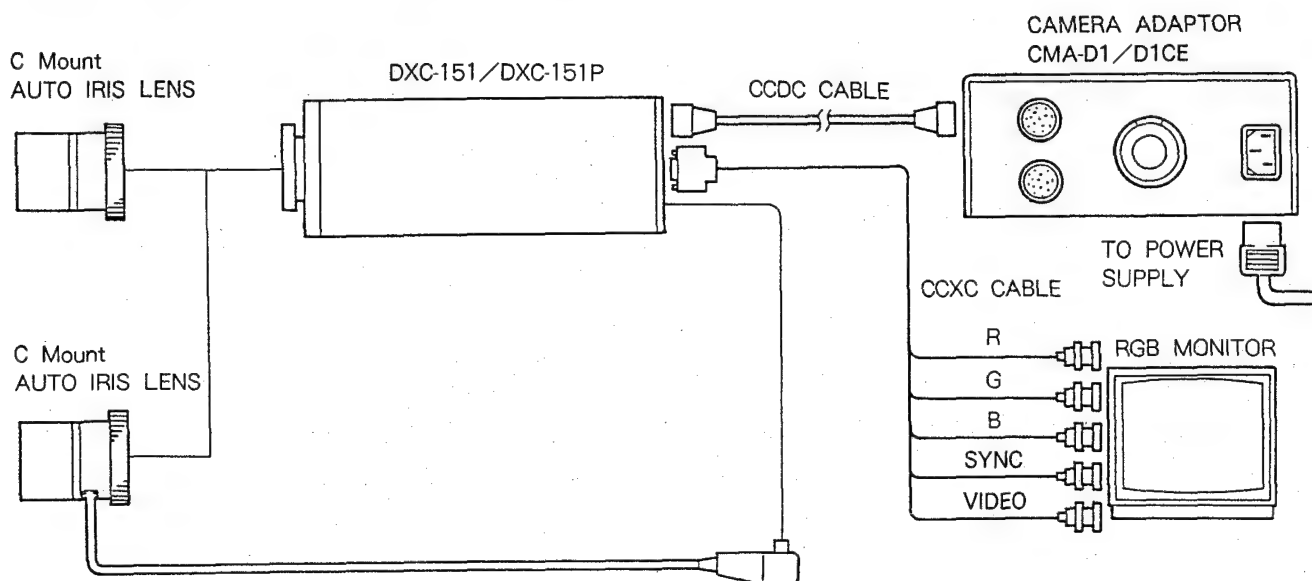 C Mount
AUTO IRIS LENS
DXC-151/DXC-151P
CCDC CABLE
CAMERA ADAPTOR
CMA-D1/D1CE
TO POWER
SUPPLY
CCXC CABLE
C Mount
AUTO IRIS LENS
R
G
B
SYNC
VIDEO
RGB MONITOR